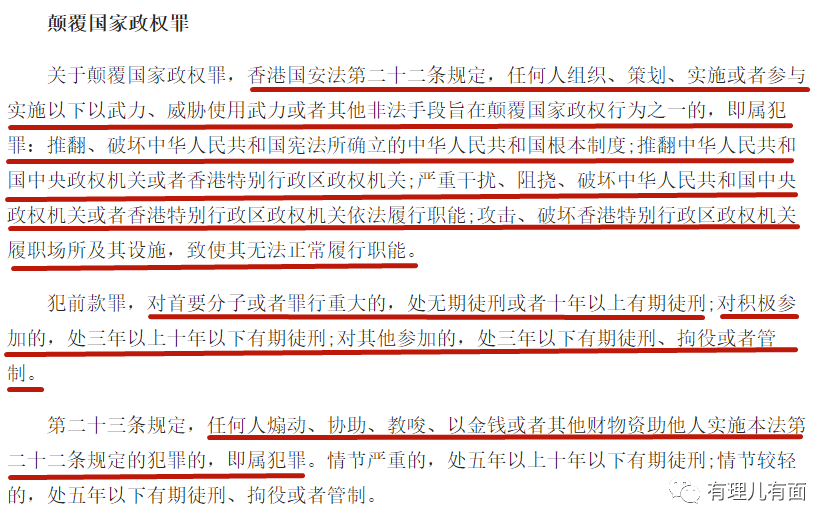 颠覆国家政权罪
关于颠覆国家政权罪，香港国安法第二十二条规定，任何人组织、策划、实施或者参与
实施以下以武力、威胁使用武力或者其他非法手段旨在颠覆国家政权行为之一的，即属犯
罪：推翻、破坏中华人民共和国宪法所确立的中华人民共和国根本制度;推翻中华人民共和
国中央政权机关或者香港特别行政区政权机关;严重干扰、阻挠、破坏中华人民共和国中央
政权机关或者香港特别行政区政权机关依法履行职能;攻击、破坏香港特别行政区政权机关
履职场所及其设施，致使其无法正常履行职能。
犯前款罪，对首要分子或者罪行重大的，处无期徒刑或者十年以上有期徒刑;对积极参
加的，处三年以上十年以下有期徒刑;对其他参加的，处三年以下有期徒刑、拘役或者管
制。
第二十三条规定，任何人煽动、协助、教唆、以金钱或者其他财物资助他人实施本法第
二十二条规定的犯罪的，即属犯罪。情节严重的，处五年以上十年以下有期徒刑;情节较轻
的，处五年以下有期徒刑、拘役或者管制。
有理儿有面